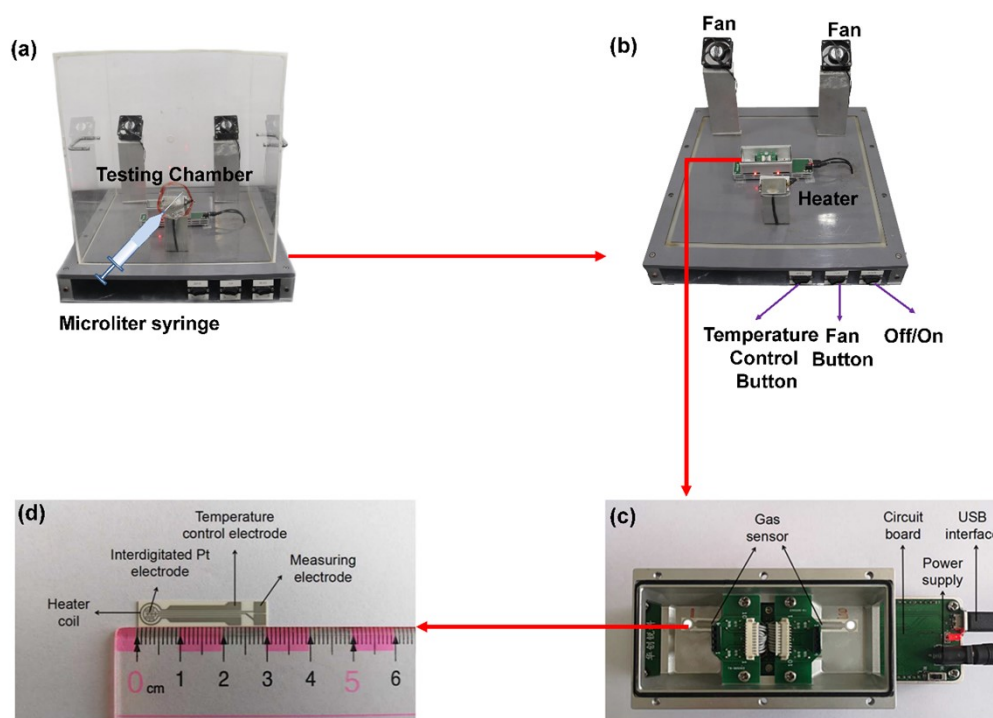 (a)
Testing Chamber
Microliter syringe
(b)
Fan
Fan
Heater
Temperature
Control
Button
Fan
Button
Off/On
(d)
Temperature
control electrode
Interdigitated Pt
electrode
Measuring
electrode
Heater
coil
0 cm 1 2 3 4 5 6
(c)
Gas
sensor
Circuit
board
USB
interface
Power
supply